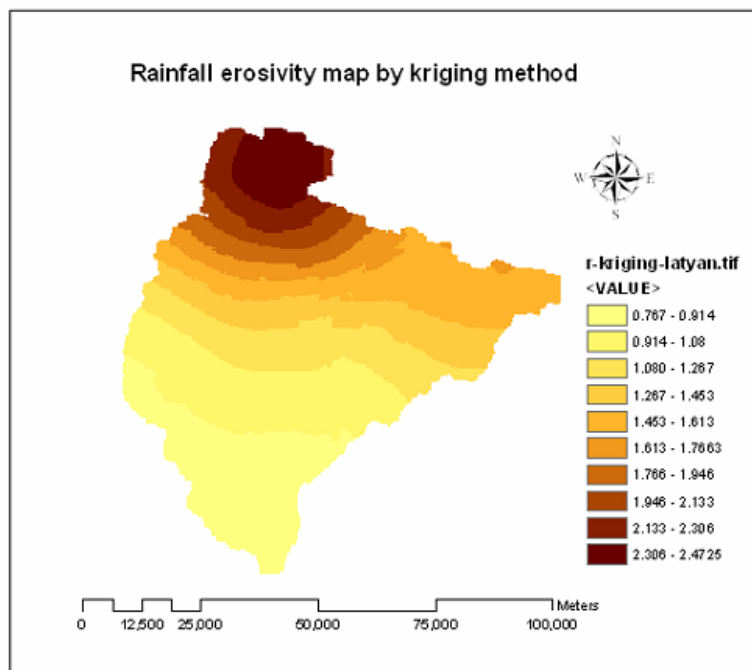 Rainfall erosivity map by kriging method
N
W E
S
r-kriging-latyan.tif
<VALUE>
0.767 - 0.914
0.914 - 1.08
1.080 - 1.267
1.267 - 1.453
1.453 - 1.613
1.613 - 1.7663
1.766 - 1.946
1.946 - 2.133
2.133 - 2.306
2.306 - 2.4725
Meters
0 12,500 25,000 50,000 75,000 100,000